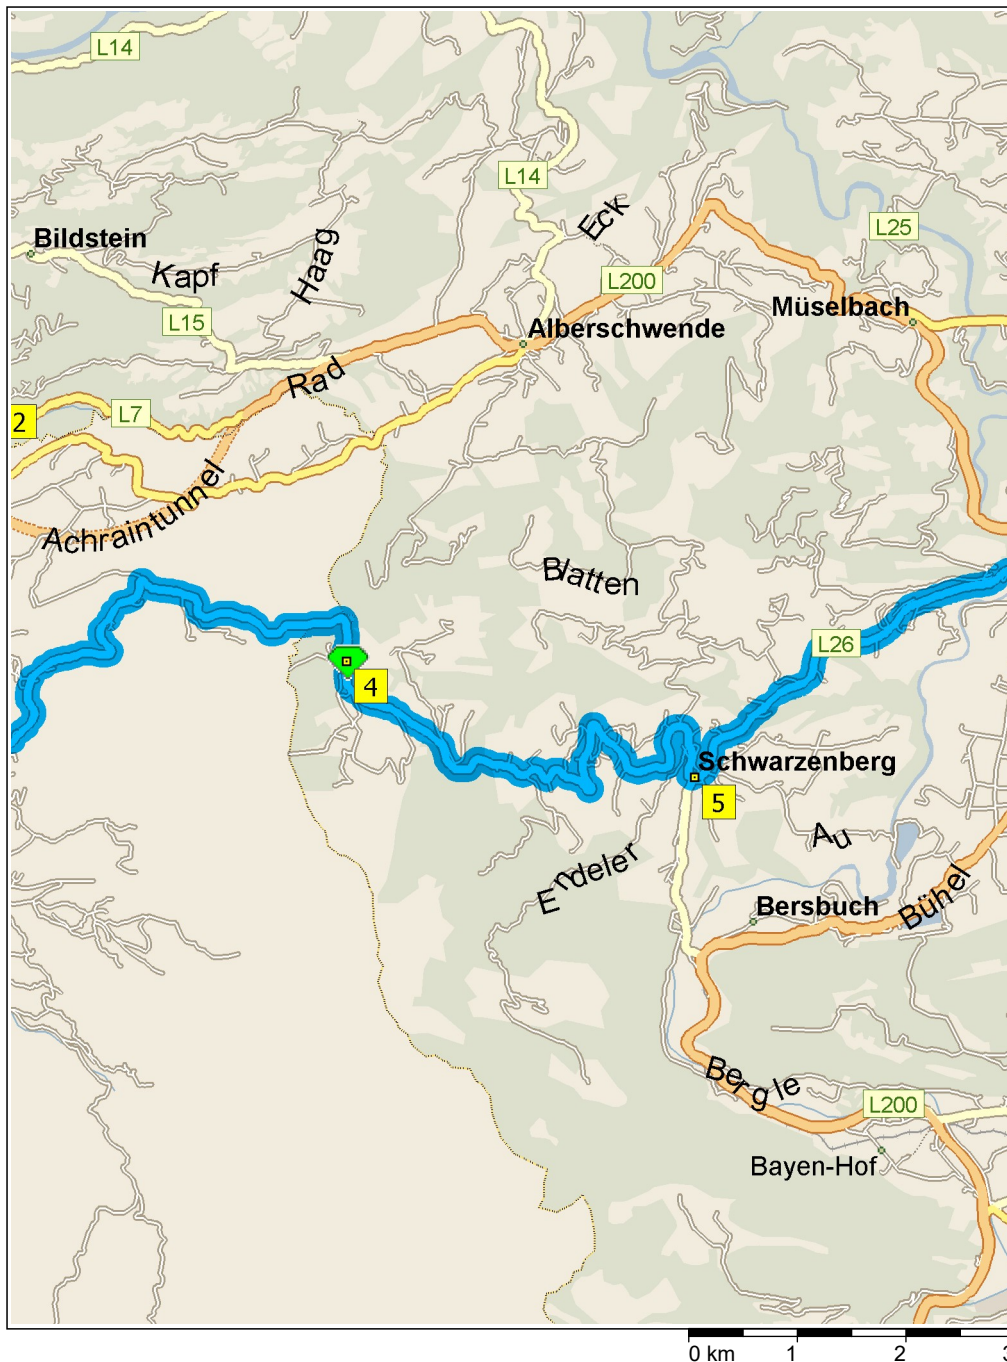 L14
L14
Eck
L25
Bildstein
Kapf
Haag
L200
L15
Müselbach
Alberschwende
Rad
2
L7
Achraintunnel
Blatten
L26
4
Schwarzenberg
5
Au
Endeler
Bersbuch
Bühel
Bergle
L200
Bayen-Hof
0 km 1 2 3